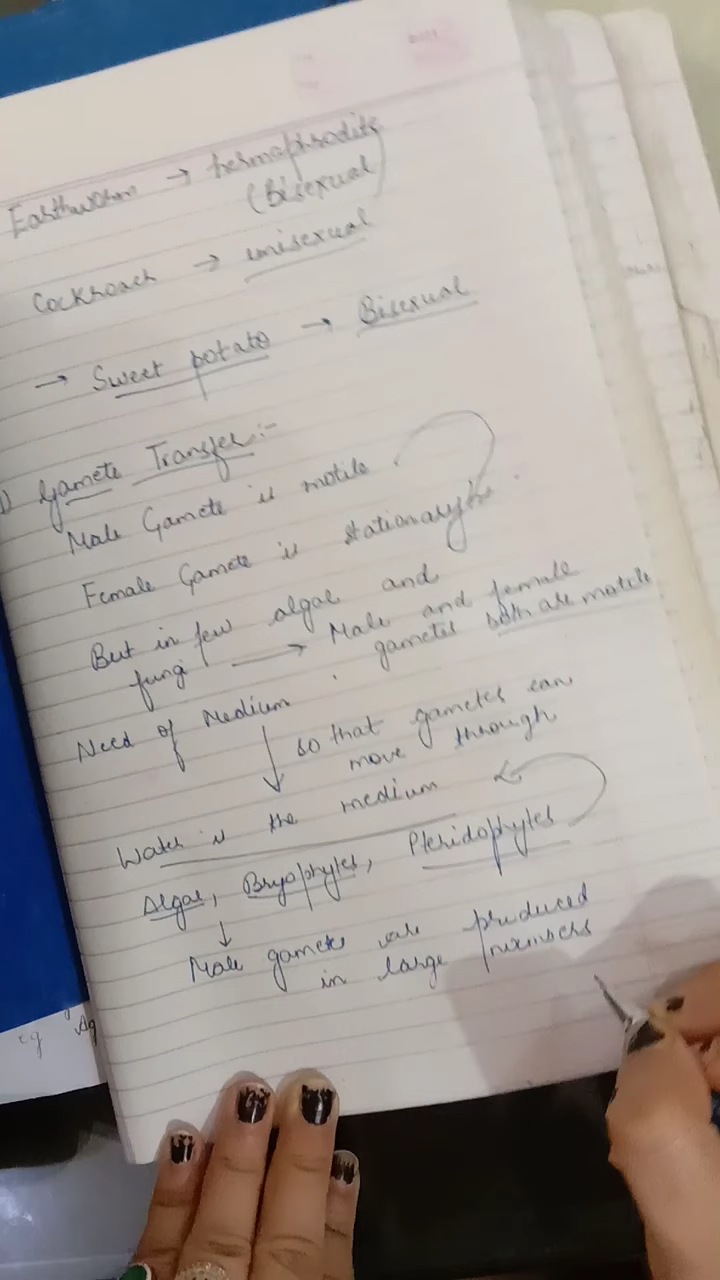 Earthworm → hermaphrodite
(Bisexual)
Cockroach → unisexual
→ Sweet potato → Bisexual
Gamete Transfer:-
Male Gamete is motile
Female Gamete is stationary
But in few algae and
fungi → Male and female
gametes both are motile
Need of Medium
so that gametes can
move through
Water is the medium
Algae, Bryophytes, Pteridophytes
Male gametes are produced
in large numbers
eg Ag